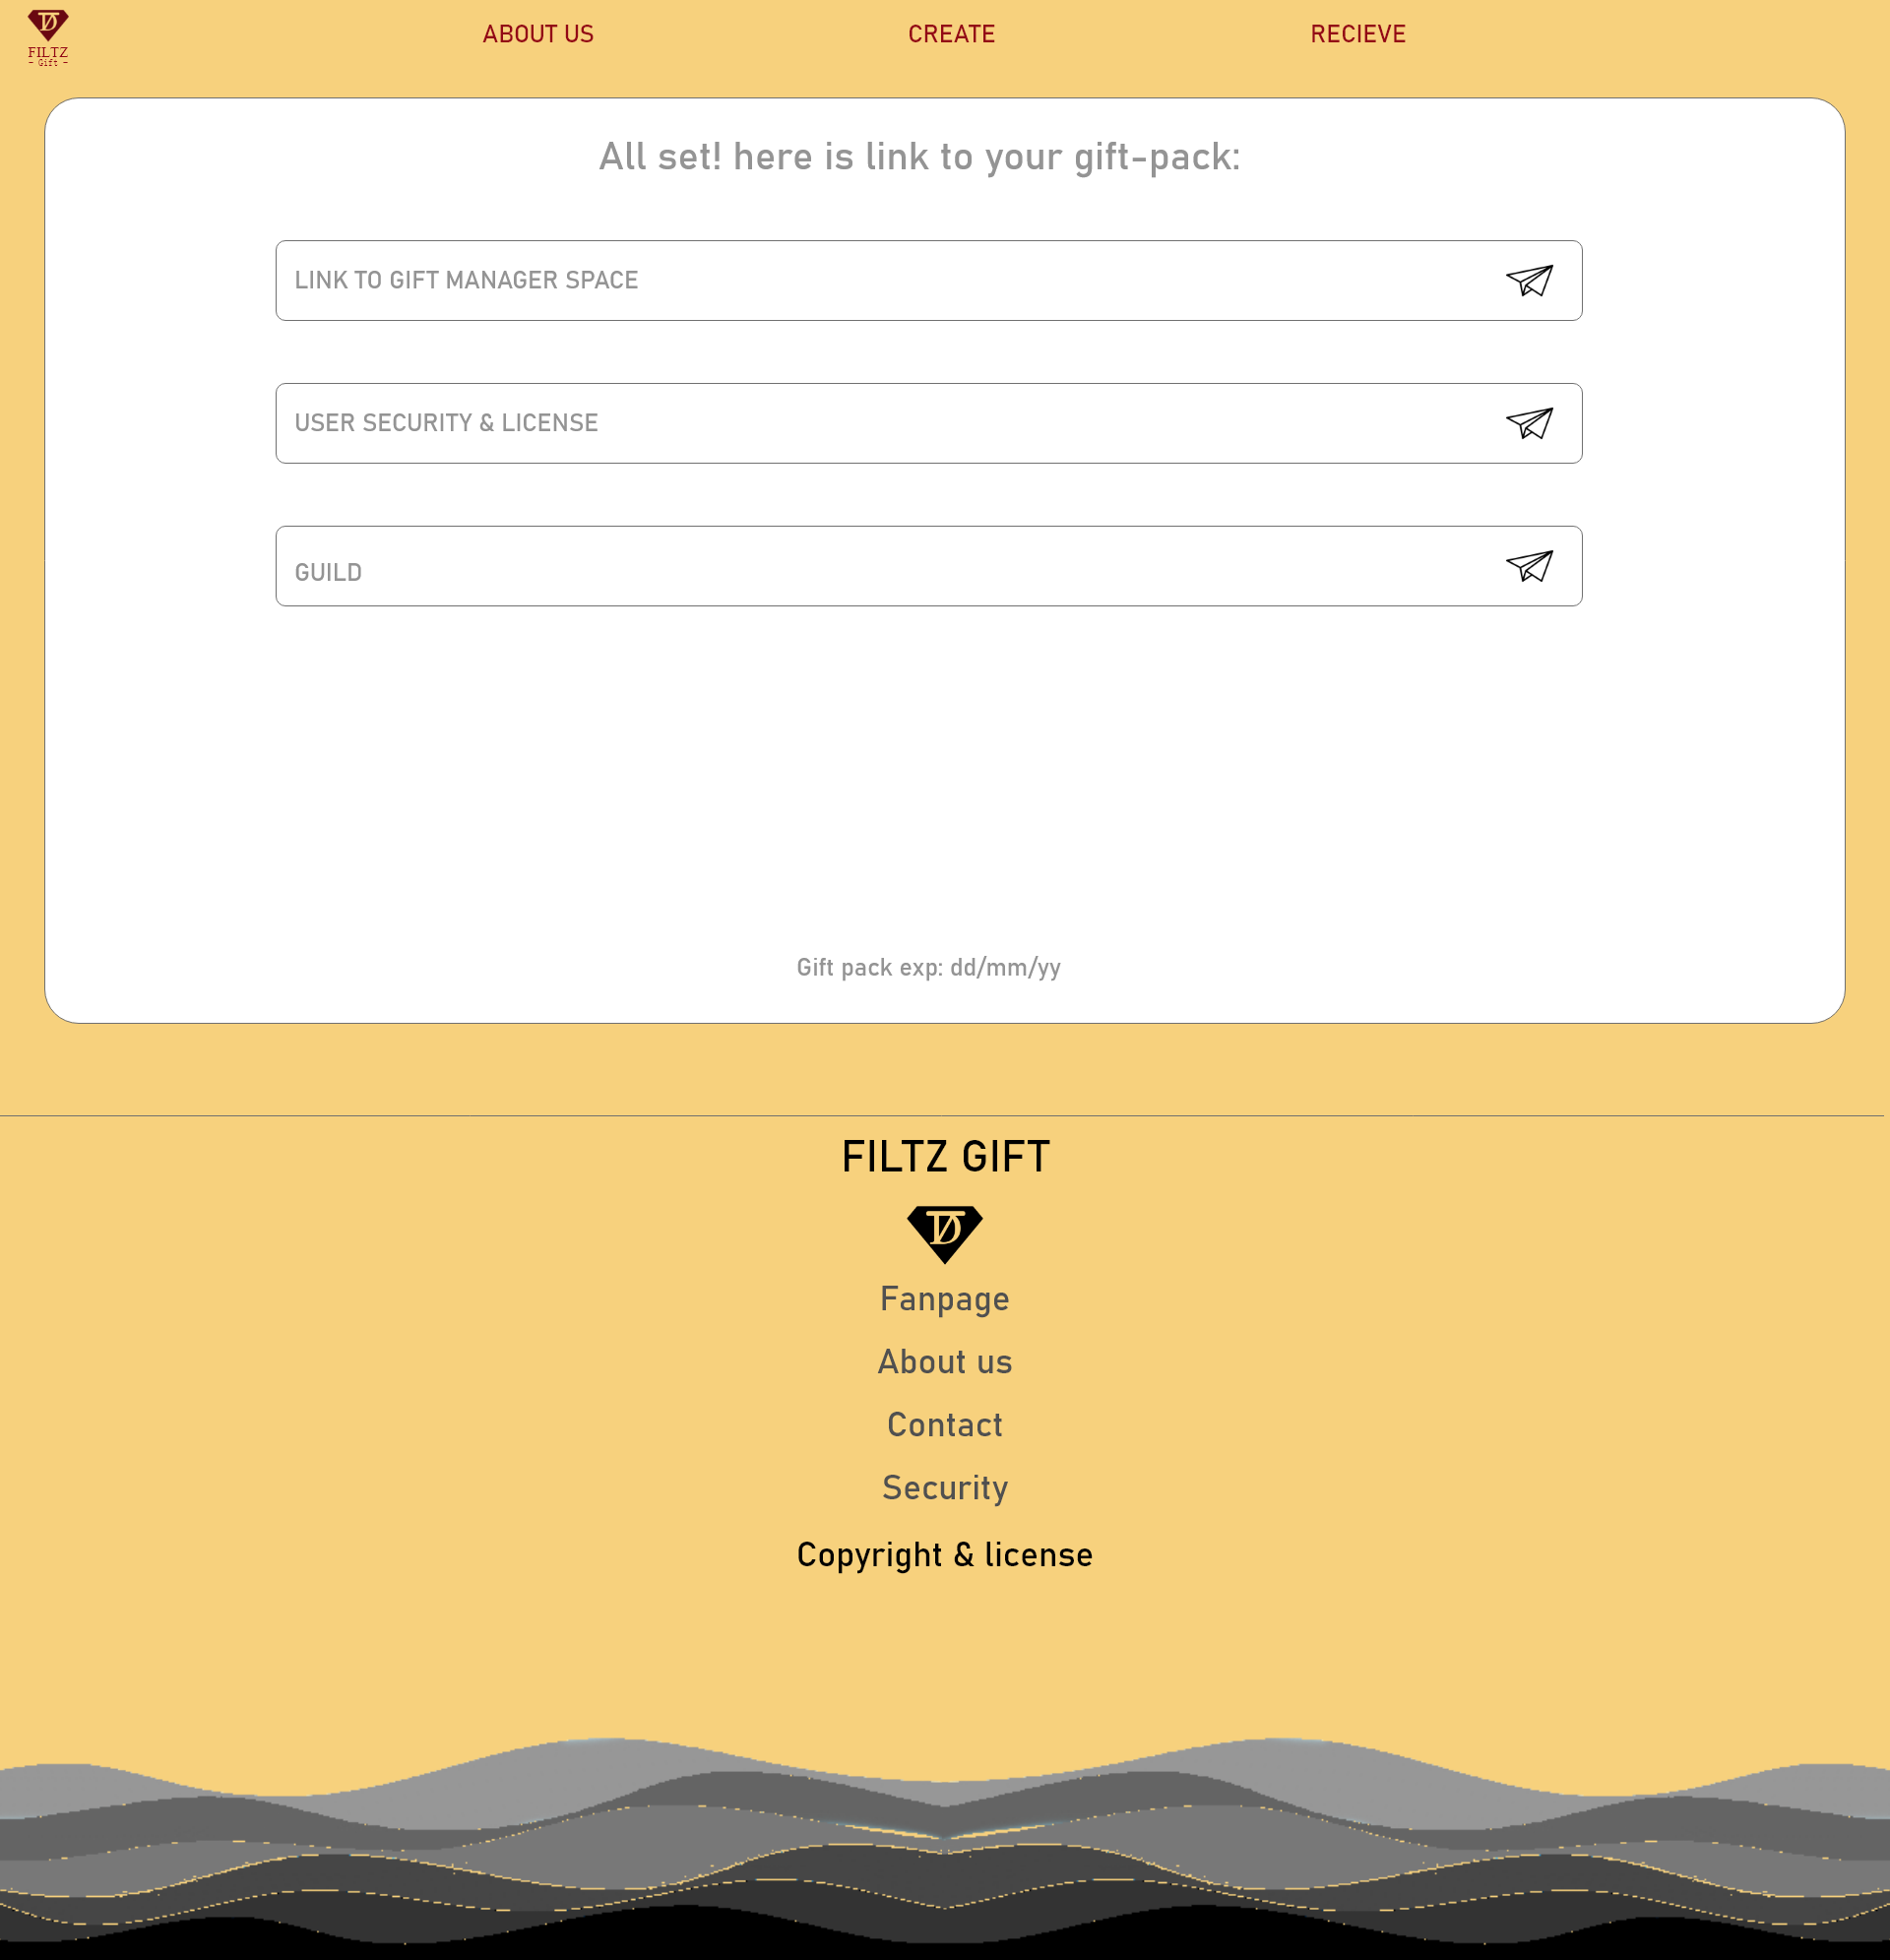 FILTZ
- Gift -
ABOUT US
CREATE
RECIEVE
All set! here is link to your gift-pack:
LINK TO GIFT MANAGER SPACE
USER SECURITY & LICENSE
GUILD
Gift pack exp: dd/mm/yy
FILTZ GIFT
Fanpage
About us
Contact
Security
Copyright & license